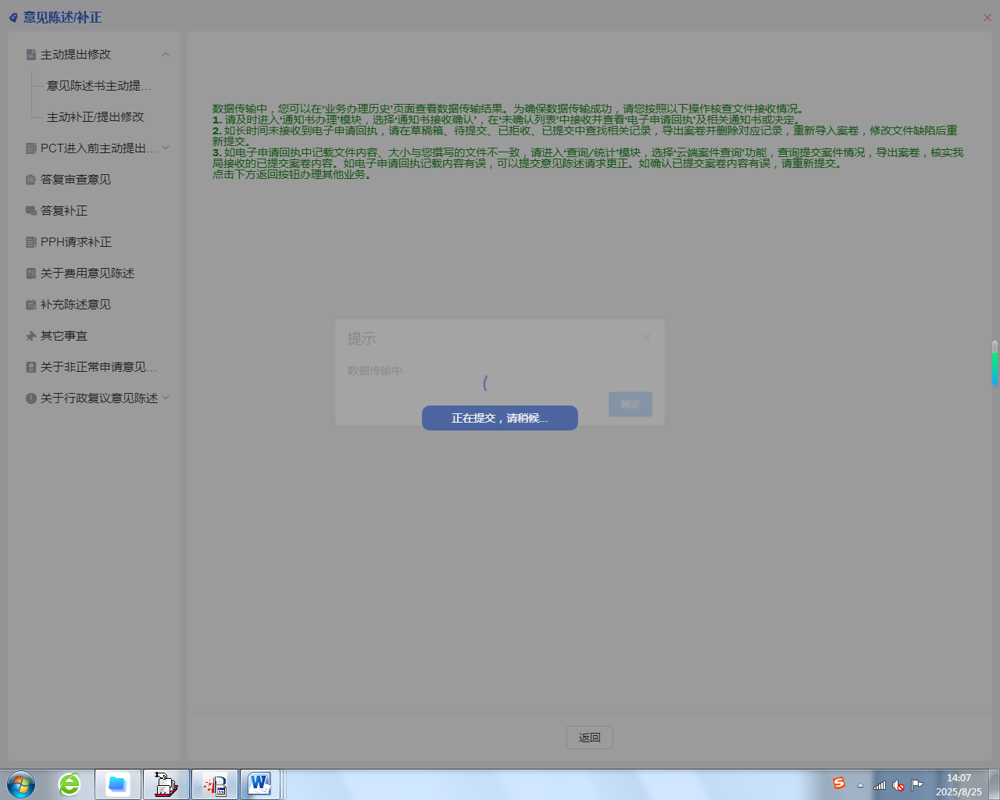 意见陈述/补正
主动提出修改
意见陈述书主动提...
主动补正/提出修改
PCT进入前主动提出...
答复审查意见
答复补正
PPH请求补正
关于费用意见陈述
补充陈述意见
其它事宜
关于非正常申请意见...
关于行政复议意见陈述
数据传输中，您可以在‘业务办理历史’页面查看数据传输结果。为确保数据传输成功，请您按照以下操作核查文件接收情况。
1. 请及时进入‘通知书办理’模块，选择‘通知书接收确认’，在‘未确认列表’中接收并查看‘电子申请回执’及相关通知书或决定。
2. 如长时间未接收到电子申请回执，请在草稿箱、待提交、已拒收、已提交中查找相关记录，导出案卷并删除对应记录，重新导入案卷，修改文件缺陷后重
新提交。
3. 如电子申请回执中记载文件内容、大小与您撰写的文件不一致，请进入‘查询/统计’模块，选择‘云端案件查询’功能，查询提交案件情况，导出案卷，核实我
局接收的已提交案卷内容。如电子申请回执记载内容有误，可以提交意见陈述请求更正。如确认已提交案卷内容有误，请重新提交。
点击下方返回按钮办理其他业务。
提示
数据传输中...
确定
正在提交，请稍候...
返回
14:07
2025/8/25